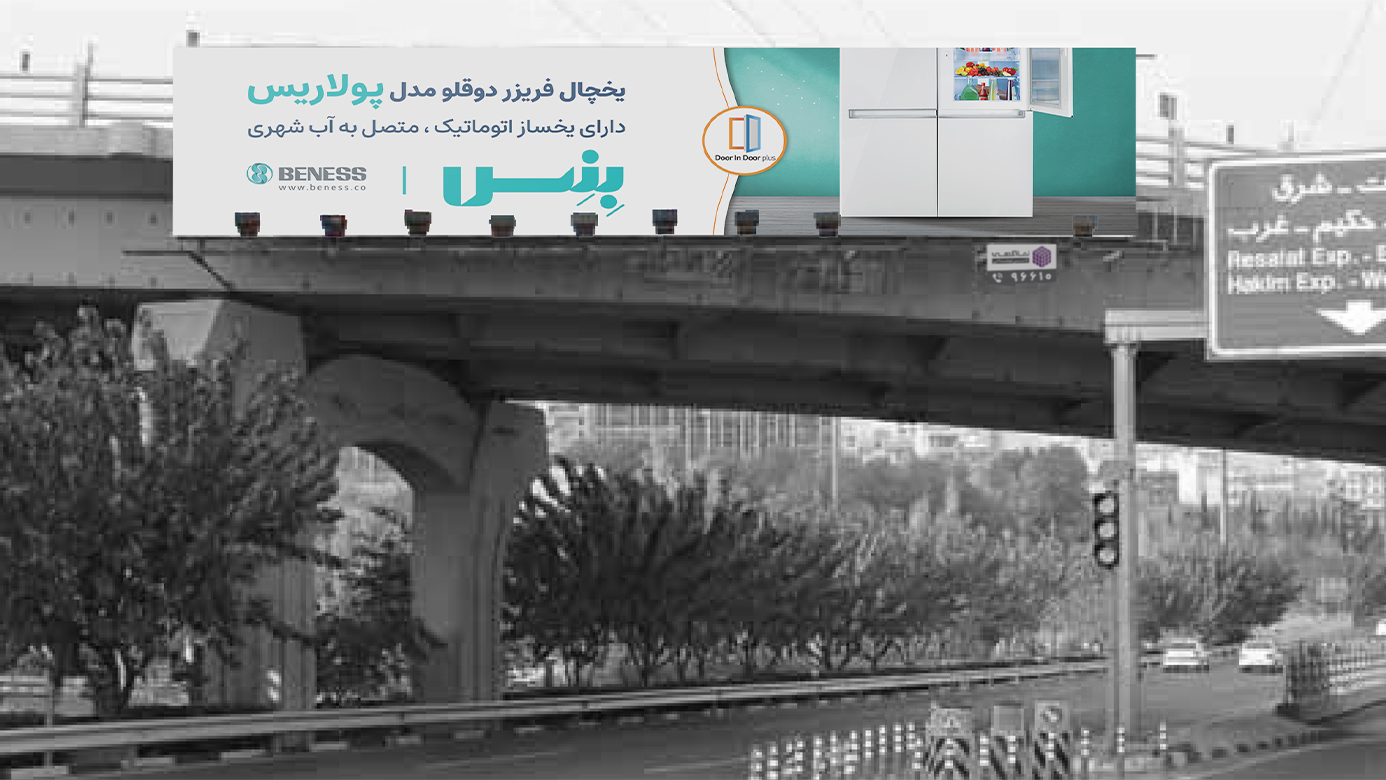 یخچال فریزر دوقلو مدل پولاریس
دارای یخساز اتوماتیک ، متصل به آب شهری
بِنِس
BENESS
www.beness.co
Door In Door plus
۹۶۶۱۰
ـ شرق
حکیم ـ غرب
Resalat Exp. - E
Hakim Exp. - We